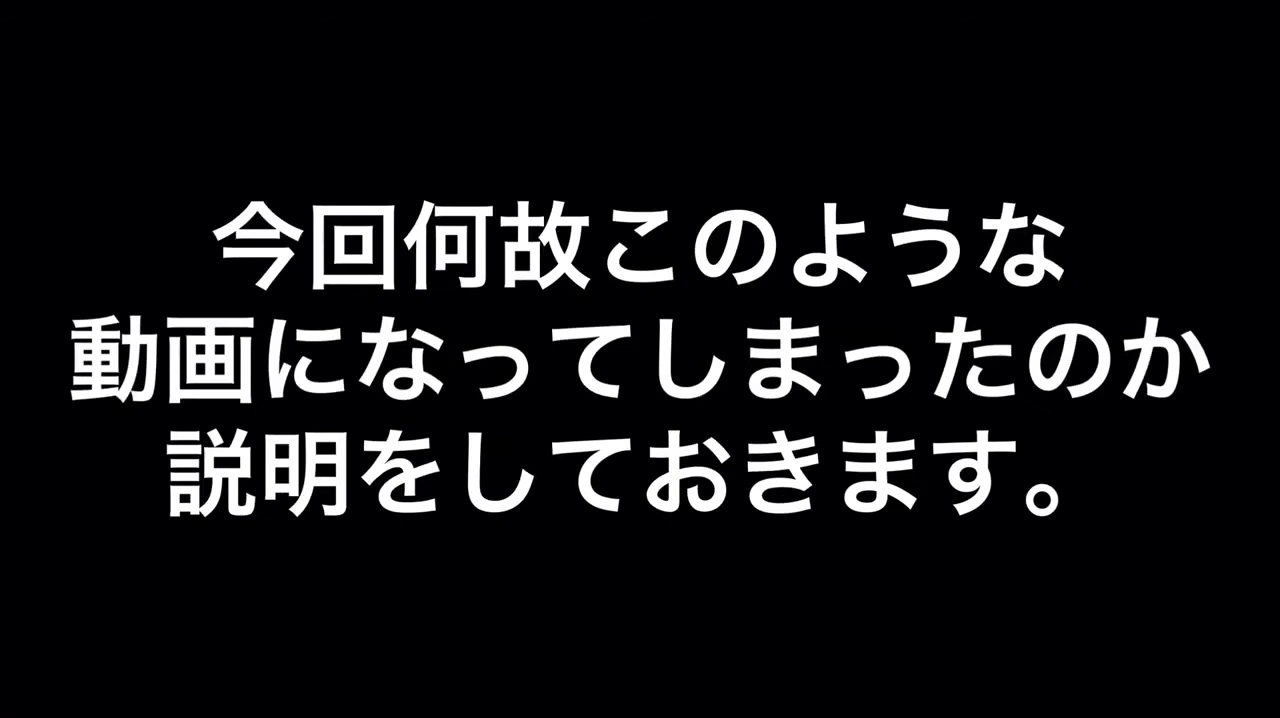 今回何故このような
動画になってしまったのか
説明をしておきます。